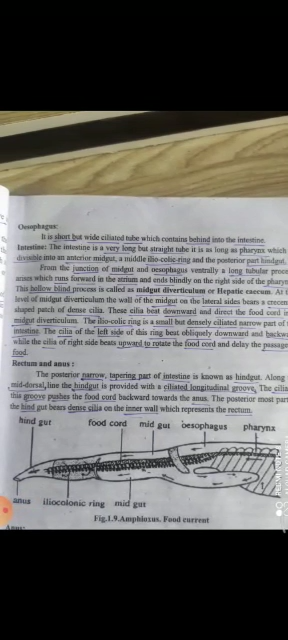 Oesophagus:
It is short but wide ciliated tube which contains behind into the intestine.
Intestine: The intestine is a very long but straight tube it is as long as pharynx which
divisible into an anterior midgut, a middle ilio-colic-ring and the posterior part hindgut.
From the junction of midgut and oesophagus ventrally a long tubular
arises which runs forward in the atrium and ends blindly on the right side of the
This hollow blind process is called as midgut diverticulum or Hepatic caecum. At
level of midgut diverticulum the wall of the midgut on the lateral sides bears a
shaped patch of dense cilia. These cilia beat downward and direct the food cord
midgut diverticulum. The ilio-colic ring is a small but densely ciliated narrow part of
intestine. The cilia of the left side of this ring beat obliquely downward and
while the cilia of right side beats upward to rotate the food cord and delay the passage
food.
Rectum and anus :
The posterior narrow, tapering part of intestine is known as hindgut. Along
mid-dorsal, line the hindgut is provided with a ciliated longitudinal groove. The cilia
this groove pushes the food cord backward towards the anus. The posterior most part
the hind gut bears dense cilia on the inner wall which represents the rectum.
hind gut food cord mid gut oesophagus pharynx
anus iliocolonic ring mid gut
Fig.1.9.Amphioxus. Food current